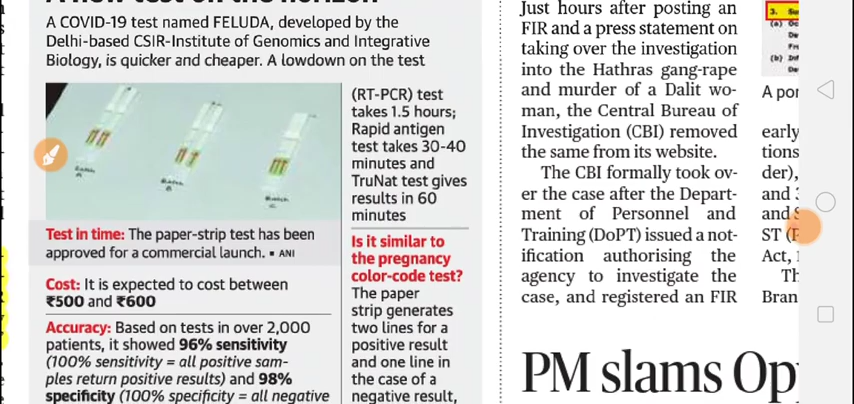 A COVID-19 test named FELUDA, developed by the
Delhi-based CSIR-Institute of Genomics and Integrative
Biology, is quicker and cheaper. A lowdown on the test
Test in time: The paper-strip test has been
approved for a commercial launch. ▪ ANI
Cost: It is expected to cost between
₹500 and ₹600
Accuracy: Based on tests in over 2,000
patients, it showed 96% sensitivity
(100% sensitivity = all positive sam-
ples return positive results) and 98%
specificity (100% specificity = all negative
(RT-PCR) test
takes 1.5 hours;
Rapid antigen
test takes 30-40
minutes and
TruNat test gives
results in 60
minutes
Is it similar to
the pregnancy
color-code test?
The paper
strip generates
two lines for a
positive result
and one line in
the case of a
negative result,
Just hours after posting an
FIR and a press statement on
taking over the investigation
into the Hathras gang-rape
and murder of a Dalit wo-
man, the Central Bureau of
Investigation (CBI) removed
the same from its website.
The CBI formally took ov-
er the case after the Depart-
ment of Personnel and
Training (DoPT) issued a not-
ification authorising the
agency to investigate the
case, and registered an FIR
3.
(a)
(b)
A por
early
tions
der),
and
and
ST
Act,
Th
Bran
PM slams Op